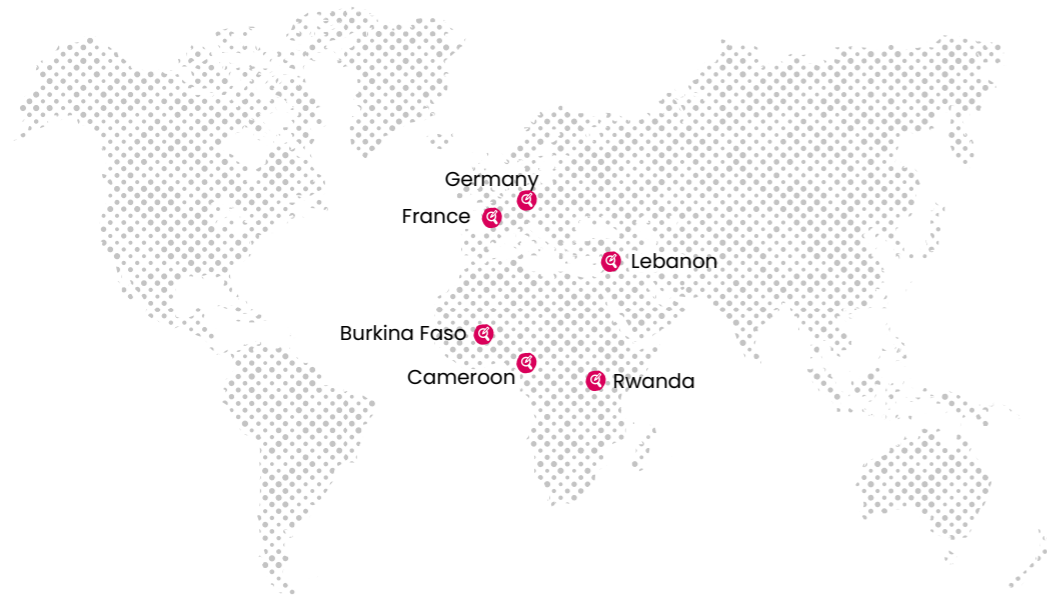 Germany
France
Lebanon
Burkina Faso
Cameroon
Rwanda